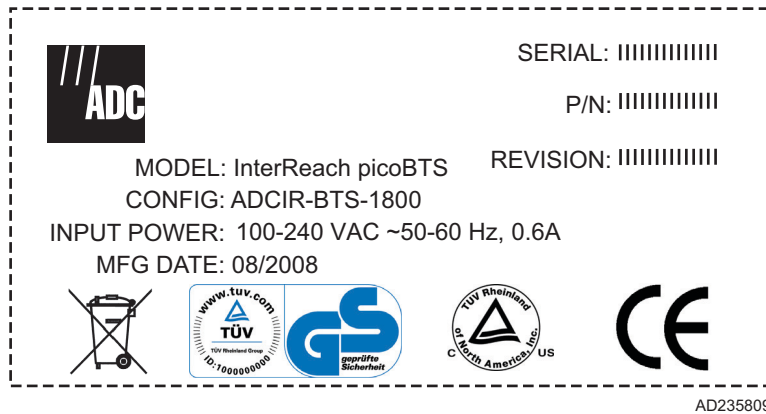 ADC
SERIAL:
P/N:
REVISION:
MODEL: InterReach picoBTS
CONFIG: ADCIR-BTS-1800
INPUT POWER: 100-240 VAC ~50-60 Hz, 0.6A
MFG DATE: 08/2008
www.tuv.com
TÜV
TÜV Rheinland Group
ID:1000000000
GS
geprüfte
Sicherheit
TÜV Rheinland
of North America, Inc.
C US
CE
AD235809